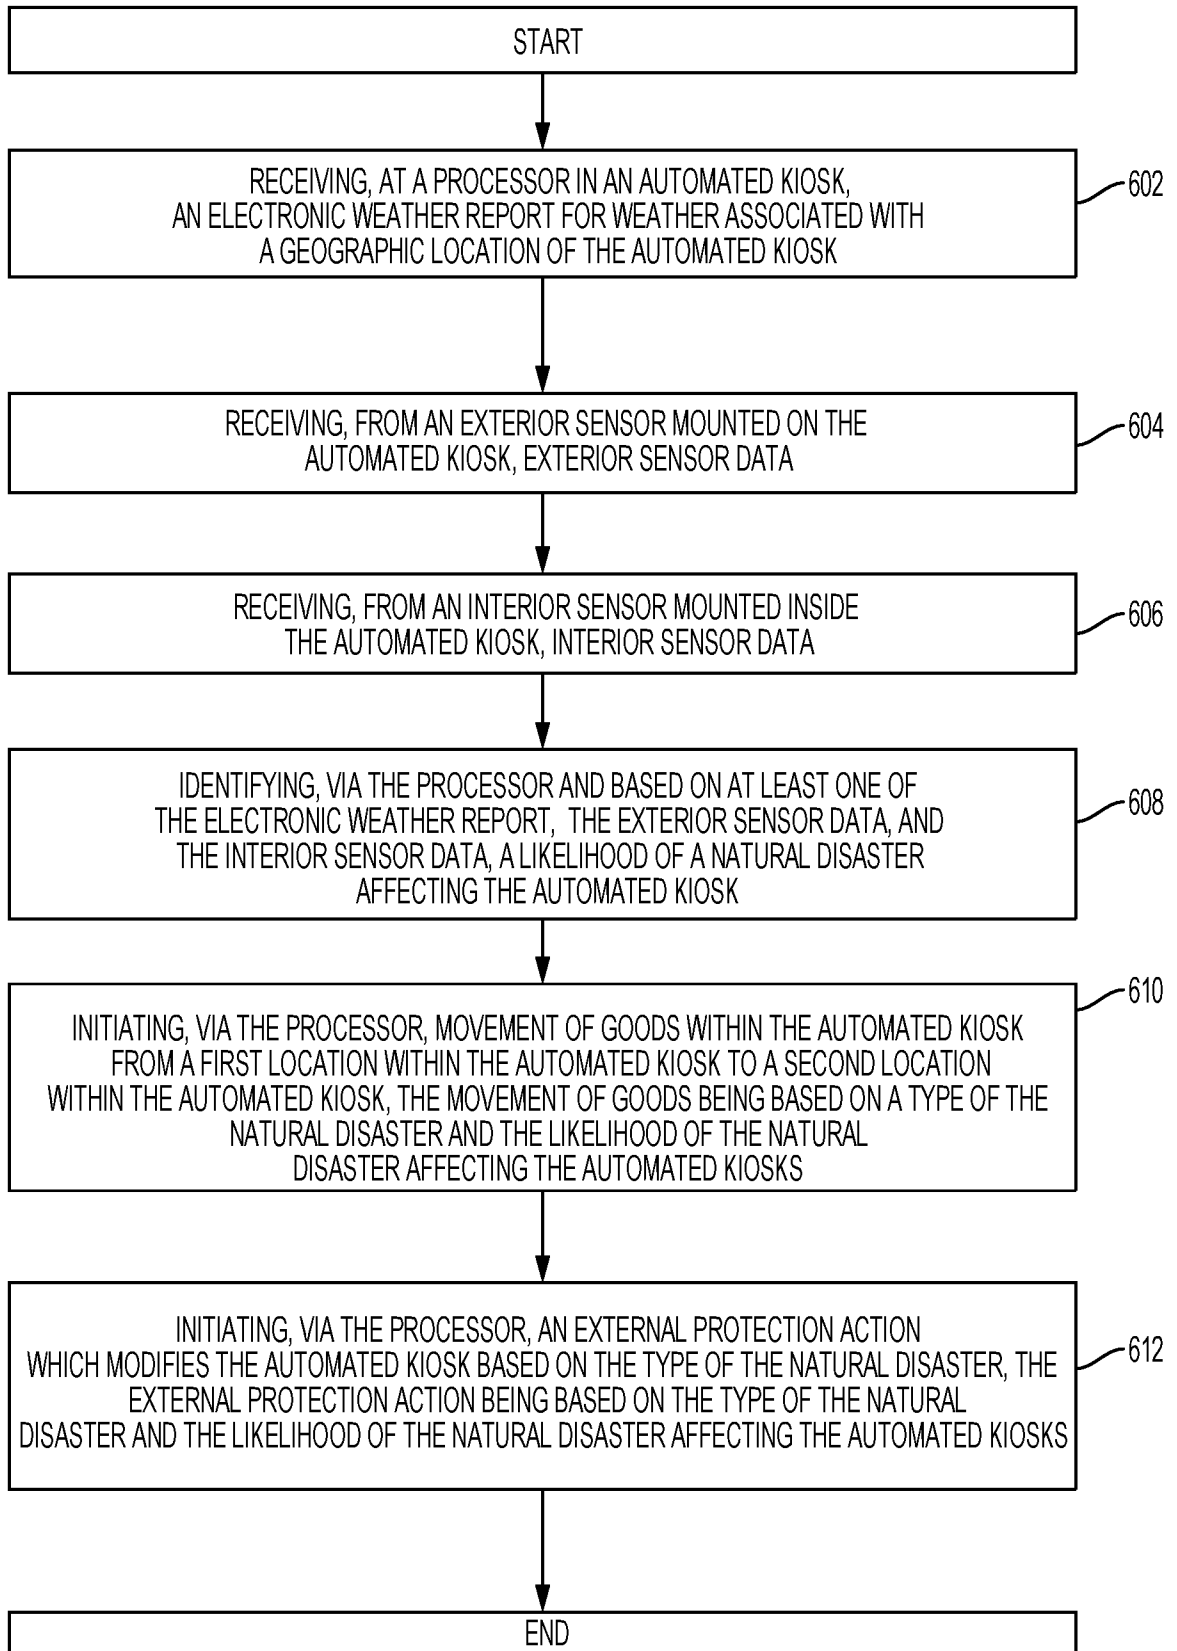 START
RECEIVING, AT A PROCESSOR IN AN AUTOMATED KIOSK,
AN ELECTRONIC WEATHER REPORT FOR WEATHER ASSOCIATED WITH
A GEOGRAPHIC LOCATION OF THE AUTOMATED KIOSK
602
RECEIVING, FROM AN EXTERIOR SENSOR MOUNTED ON THE
AUTOMATED KIOSK, EXTERIOR SENSOR DATA
604
RECEIVING, FROM AN INTERIOR SENSOR MOUNTED INSIDE
THE AUTOMATED KIOSK, INTERIOR SENSOR DATA
606
IDENTIFYING, VIA THE PROCESSOR AND BASED ON AT LEAST ONE OF
THE ELECTRONIC WEATHER REPORT, THE EXTERIOR SENSOR DATA, AND
THE INTERIOR SENSOR DATA, A LIKELIHOOD OF A NATURAL DISASTER
AFFECTING THE AUTOMATED KIOSK
608
INITIATING, VIA THE PROCESSOR, MOVEMENT OF GOODS WITHIN THE AUTOMATED KIOSK
FROM A FIRST LOCATION WITHIN THE AUTOMATED KIOSK TO A SECOND LOCATION
WITHIN THE AUTOMATED KIOSK, THE MOVEMENT OF GOODS BEING BASED ON A TYPE OF THE
NATURAL DISASTER AND THE LIKELIHOOD OF THE NATURAL
DISASTER AFFECTING THE AUTOMATED KIOSKS
610
INITIATING, VIA THE PROCESSOR, AN EXTERNAL PROTECTION ACTION
WHICH MODIFIES THE AUTOMATED KIOSK BASED ON THE TYPE OF THE NATURAL DISASTER, THE
EXTERNAL PROTECTION ACTION BEING BASED ON THE TYPE OF THE NATURAL
DISASTER AND THE LIKELIHOOD OF THE NATURAL DISASTER AFFECTING THE AUTOMATED KIOSKS
612
END